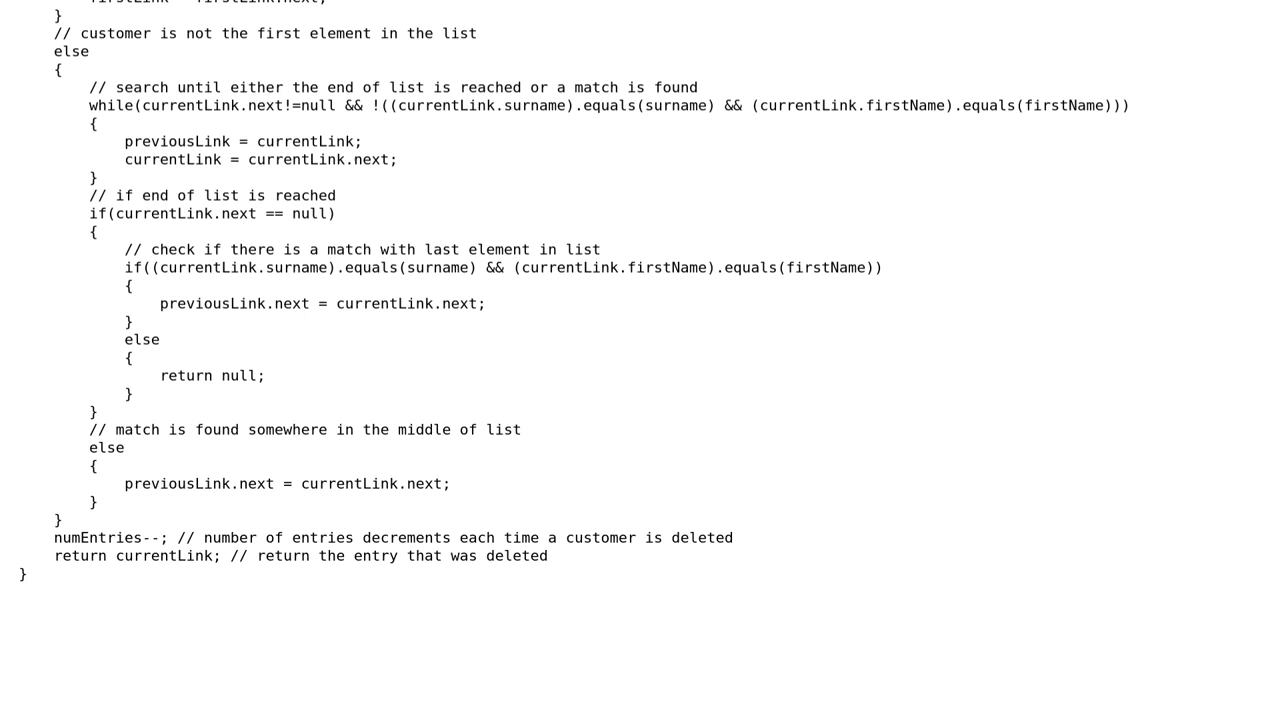 }
// customer is not the first element in the list
else
{
// search until either the end of list is reached or a match is found
while(currentLink.next!=null && !((currentLink.surname).equals(surname) && (currentLink.firstName).equals(firstName)))
{
previousLink = currentLink;
currentLink = currentLink.next;
}
// if end of list is reached
if(currentLink.next == null)
{
// check if there is a match with last element in list
if((currentLink.surname).equals(surname) && (currentLink.firstName).equals(firstName))
{
previousLink.next = currentLink.next;
}
else
{
return null;
}
}
// match is found somewhere in the middle of list
else
{
previousLink.next = currentLink.next;
}
}
numEntries--; // number of entries decrements each time a customer is deleted
return currentLink; // return the entry that was deleted
}